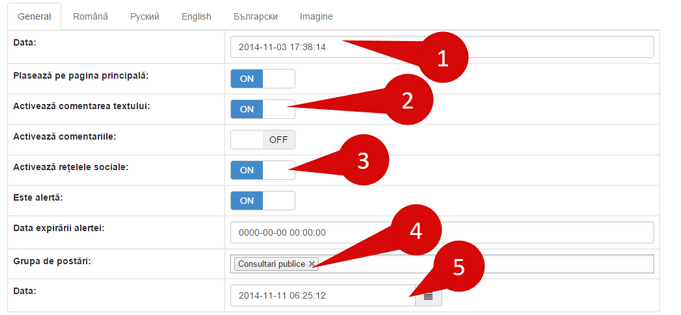 General Română Руский English Български Imagine
Data: 2014-11-03 17:38:14
1
Plasează pe pagina principală: ON
2
Activează comentarea textului: ON
Activează comentariile: OFF
3
Activează rețelele sociale: ON
Este alertă: ON
Data expirării alertei: 0000-00-00 00:00:00
4
Grupa de postări: Consultari publice ×
5
Data: 2014-11-11 06:25:12